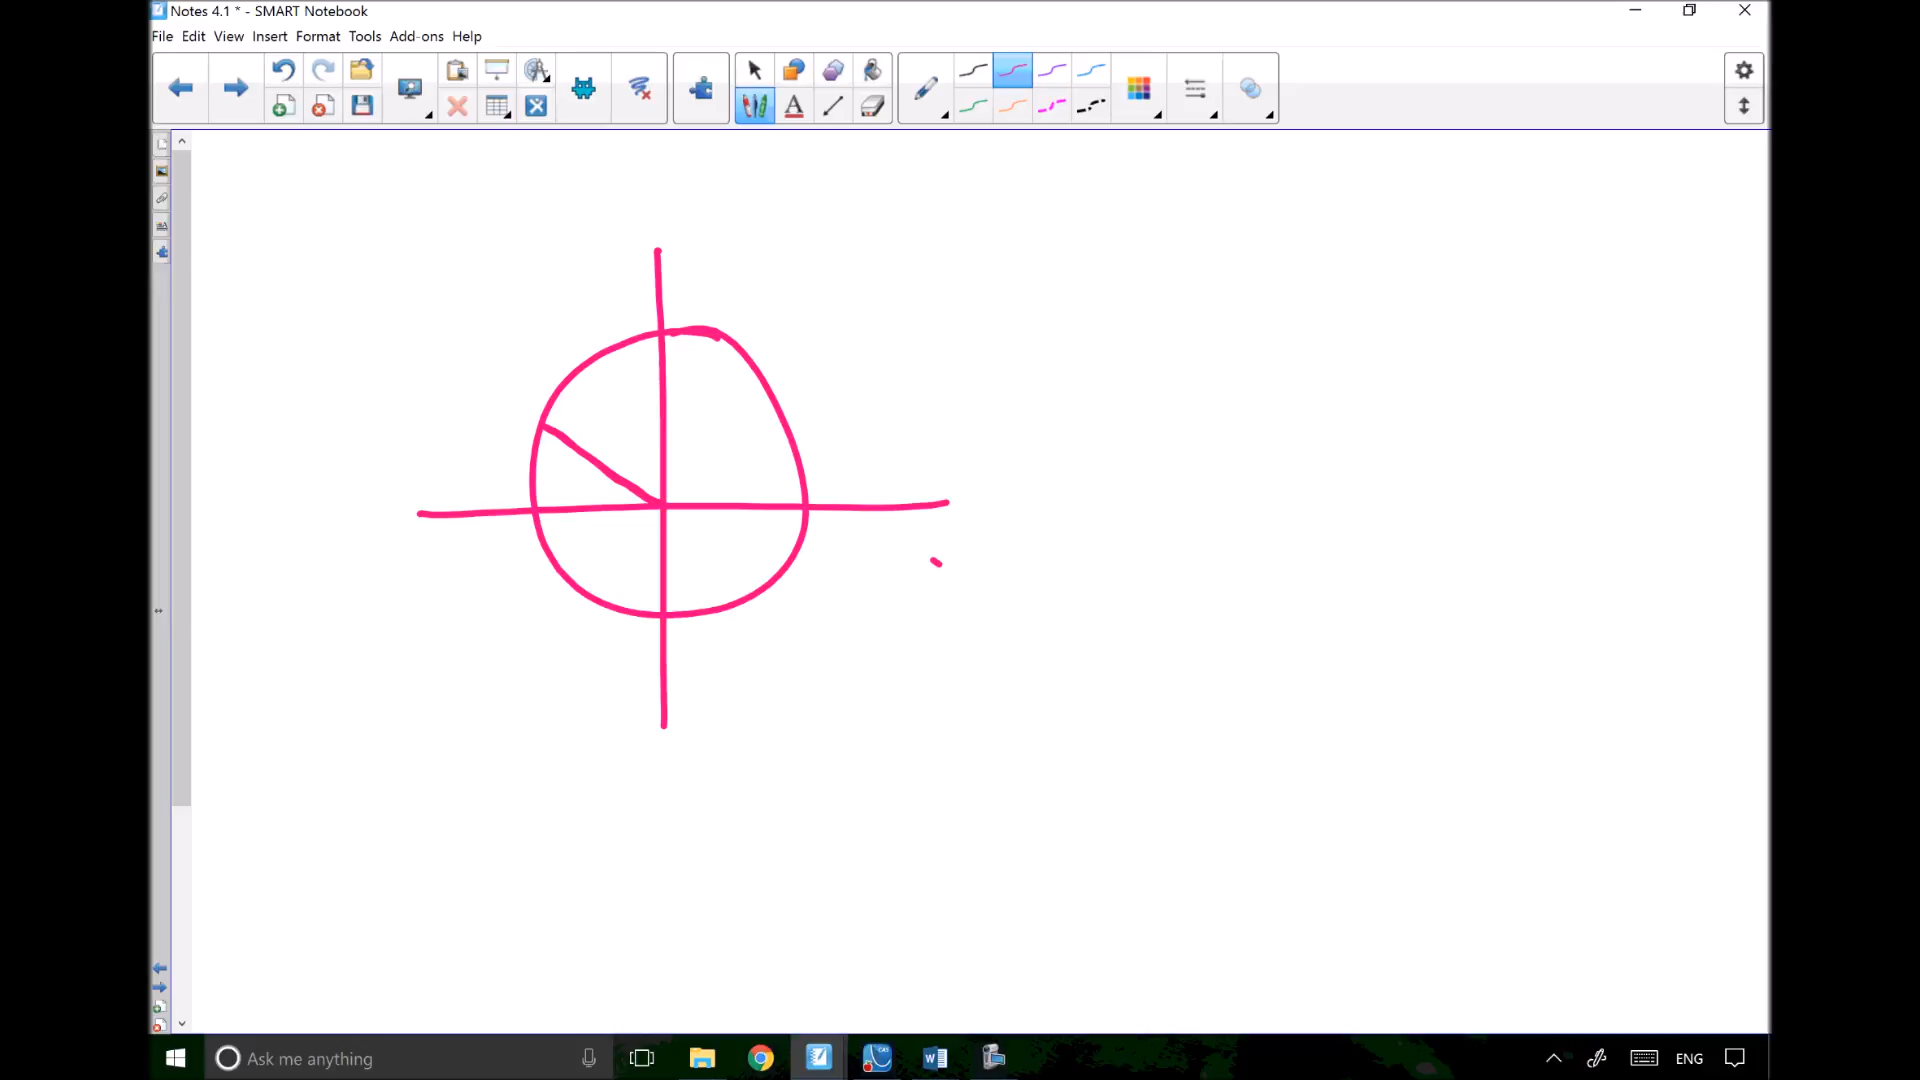 Notes 4.1 * - SMART Notebook
File Edit View Insert Format Tools Add-ons Help
A
Ask me anything
ENG